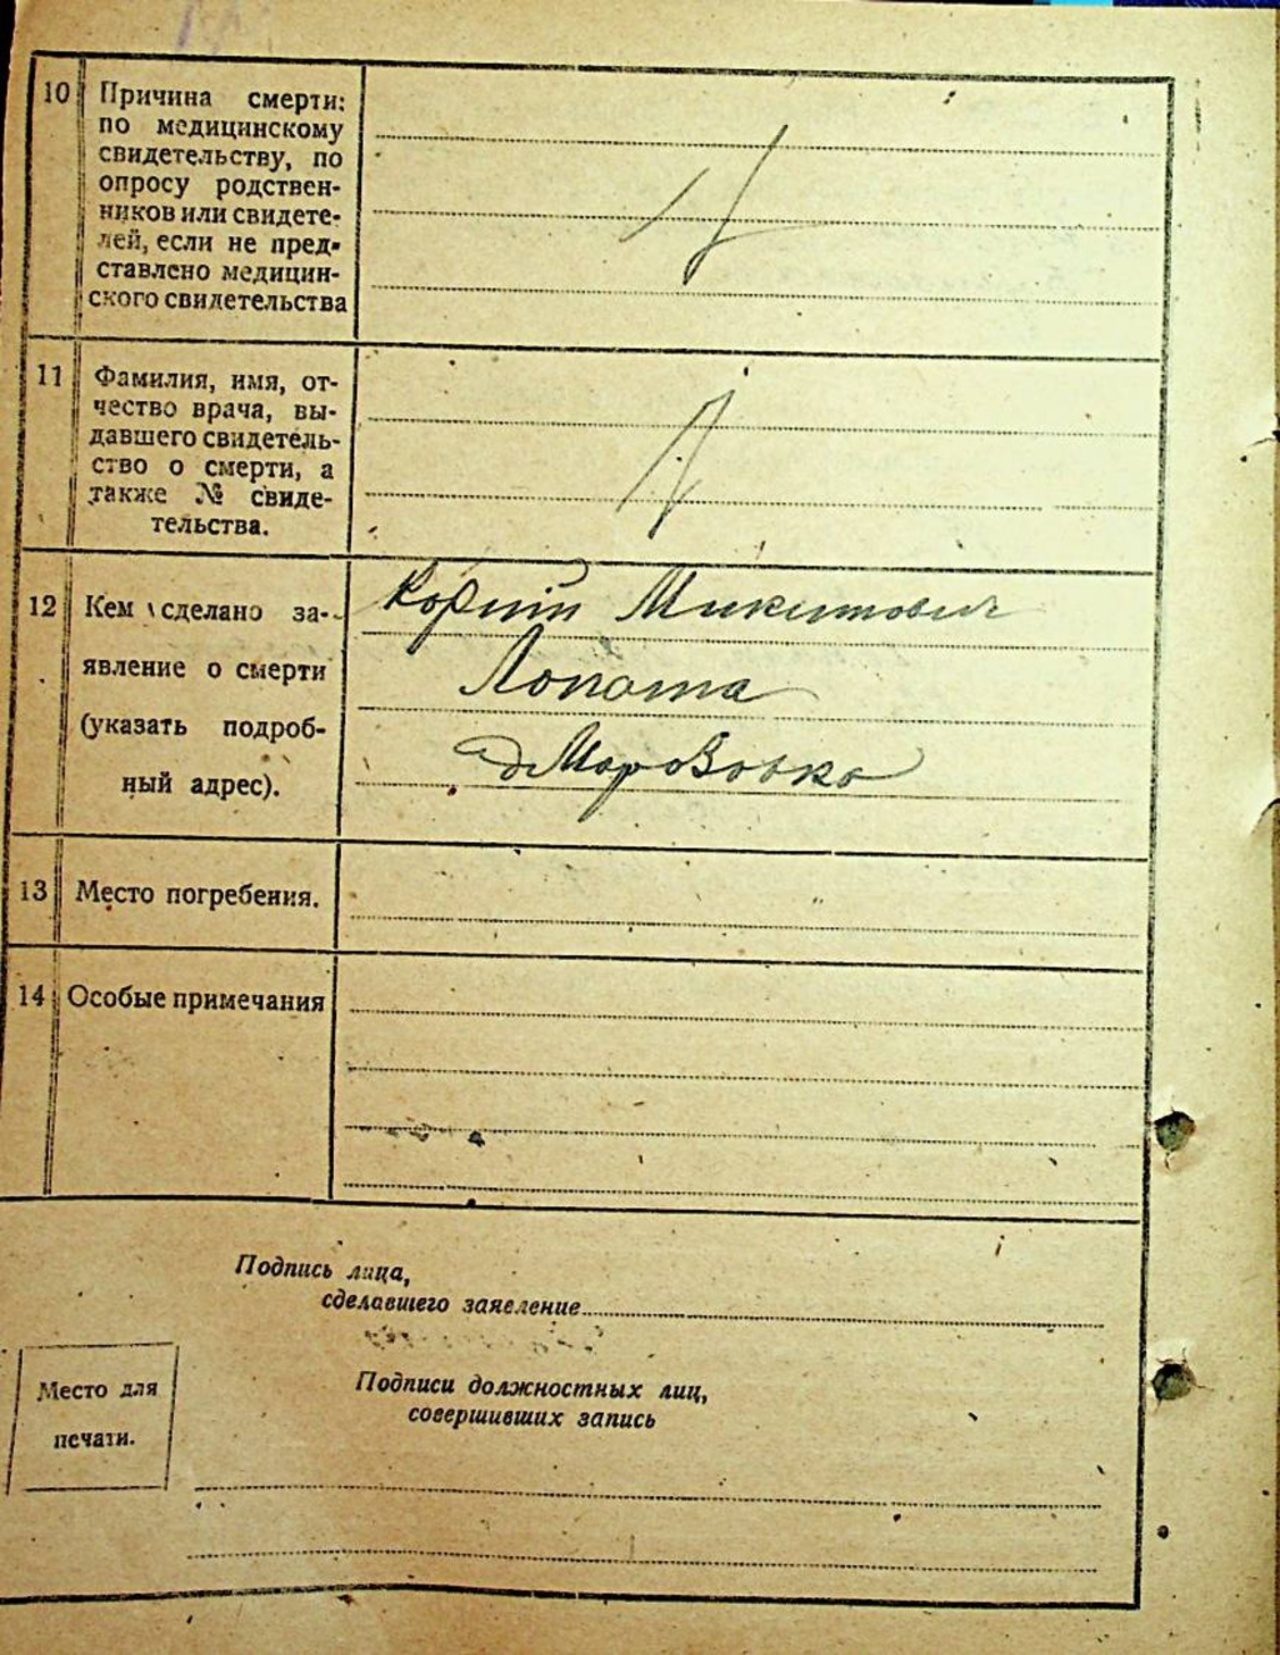 10 Причина смерти:
по медицинскому
свидетельству, по
опросу родствен-
ников или свидете-
лей, если не пред-
ставлено медицин-
ского свидетельства
11 Фамилия, имя, от-
чество врача, вы-
давшего свидетель-
ство о смерти, а
также № свиде-
тельства.
12 Кем сделано за-
явление о смерти
(указать подроб-
ный адрес).
Микитович
Лопата
13 Место погребения.
14 Особые примечания
Подпись лица,
сделавшего заявление
Место для
печати.
Подписи должностных лиц,
совершивших запись